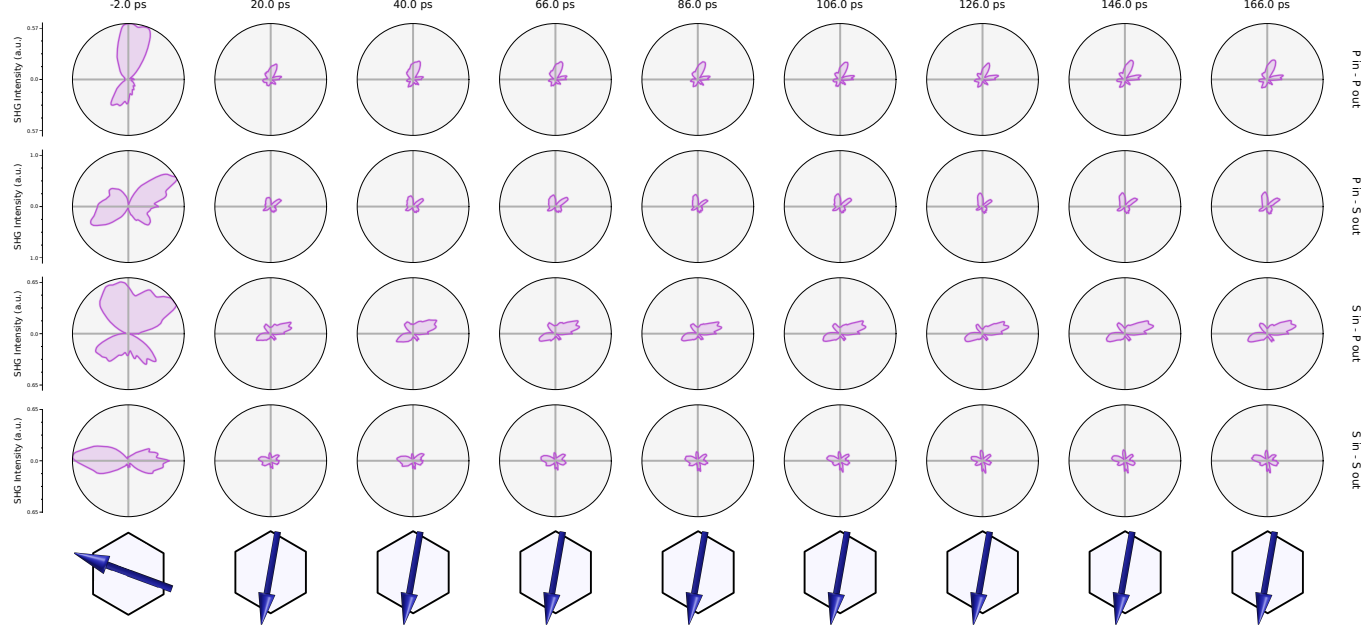 -2.0 ps 20.0 ps 40.0 ps 66.0 ps 86.0 ps 106.0 ps 126.0 ps 146.0 ps 166.0 ps
0.57
0.0
0.57
SHG Intensity (a.u.)
P in - P out
1.0
0.0
1.0
SHG Intensity (a.u.)
P in - S out
0.65
0.0
0.65
SHG Intensity (a.u.)
S in - P out
0.65
0.0
0.65
SHG Intensity (a.u.)
S in - S out